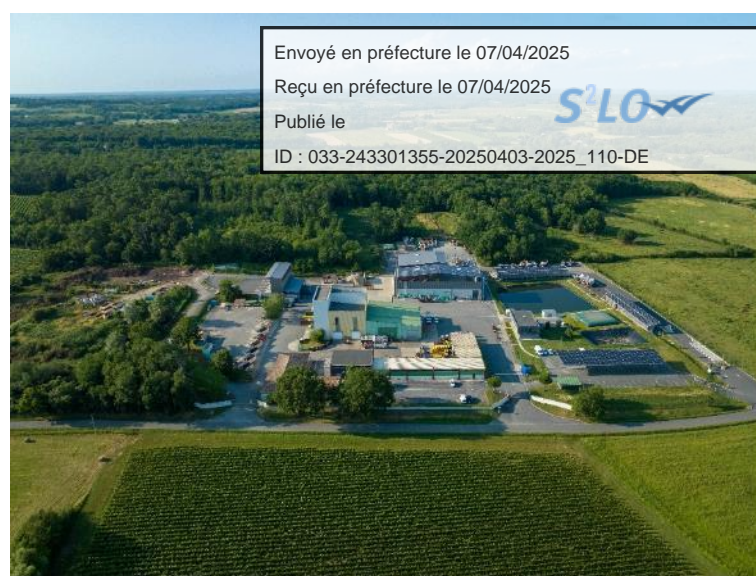 Envoyé en préfecture le 07/04/2025
Reçu en préfecture le 07/04/2025
Publié le
S²LO
ID : 033-243301355-20250403-2025_110-DE